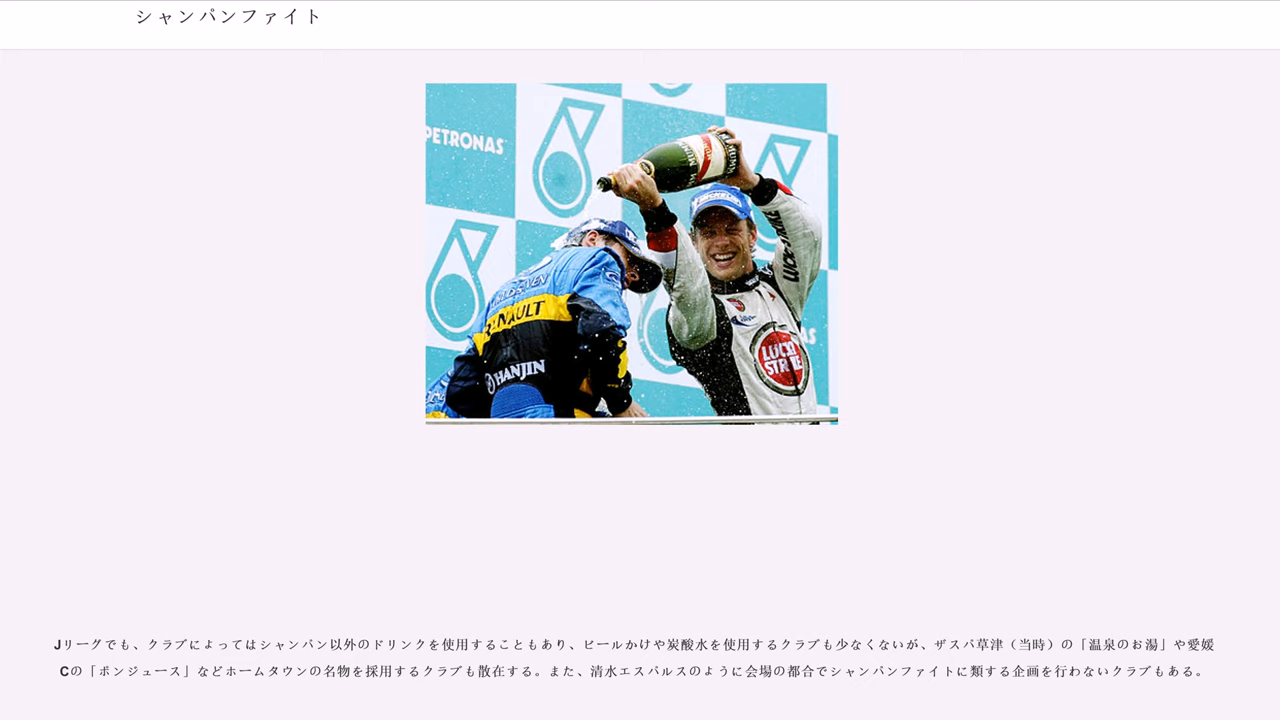 シャンパンファイト
PETRONAS
MUMM
MICHELIN
LUCKY STRIKE
RENAULT
HANJIN
LUCKY
STRIKE
Jリーグでも、クラブによってはシャンパン以外のドリンクを使用することもあり、ビールかけや炭酸水を使用するクラブも少なくないが、ザスパ草津（当時）の「温泉のお湯」や愛媛
Cの「ポンジュース」などホームタウンの名物を採用するクラブも散在する。また、清水エスパルスのように会場の都合でシャンパンファイトに類する企画を行わないクラブもある。